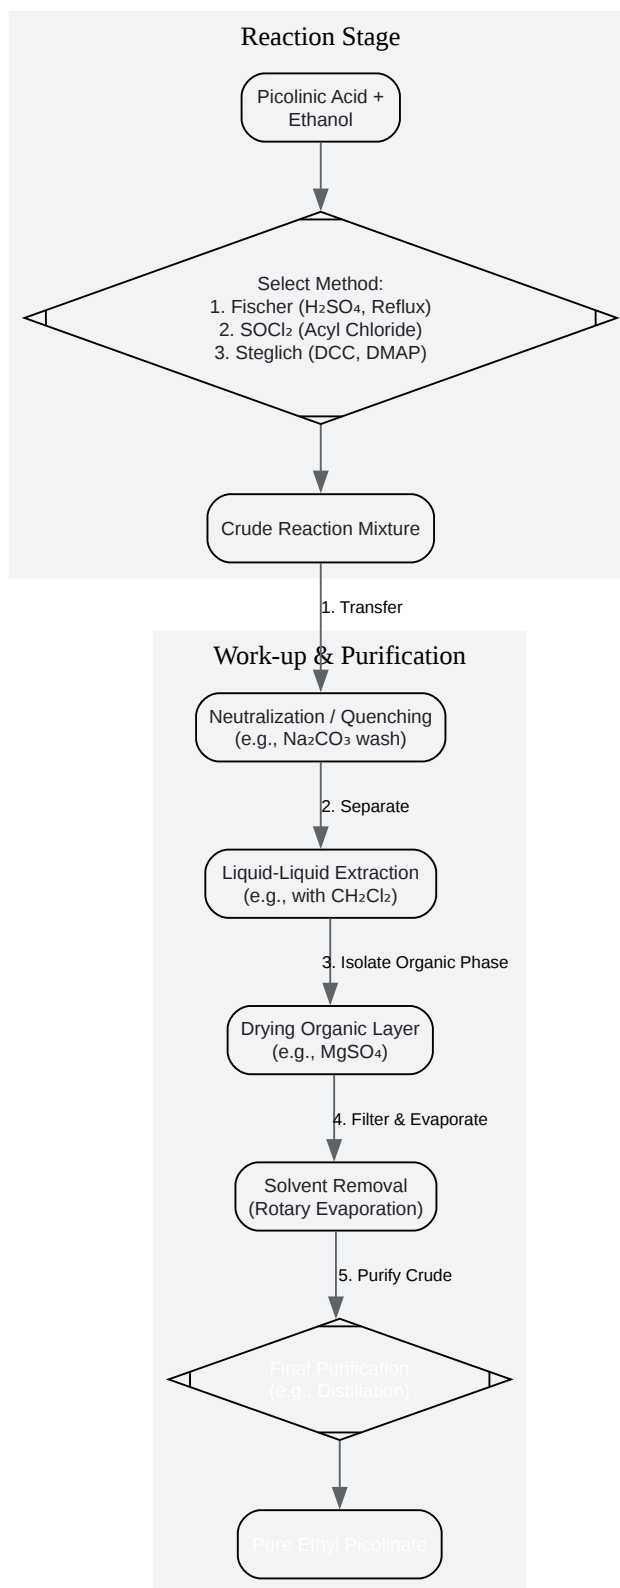 Reaction Stage
Picolinic Acid +
Ethanol
Select Method:
1. Fischer (H₂SO₄, Reflux)
2. SOCl₂ (Acyl Chloride)
3. Steglich (DCC, DMAP)
Crude Reaction Mixture
1. Transfer
Work-up & Purification
Neutralization / Quenching
(e.g., Na₂CO₃ wash)
2. Separate
Liquid-Liquid Extraction
(e.g., with CH₂Cl₂)
3. Isolate Organic Phase
Drying Organic Layer
(e.g., MgSO₄)
4. Filter & Evaporate
Solvent Removal
(Rotary Evaporation)
5. Purify Crude
Final Purification
(e.g., Distillation)
Pure Ethyl Picolinate